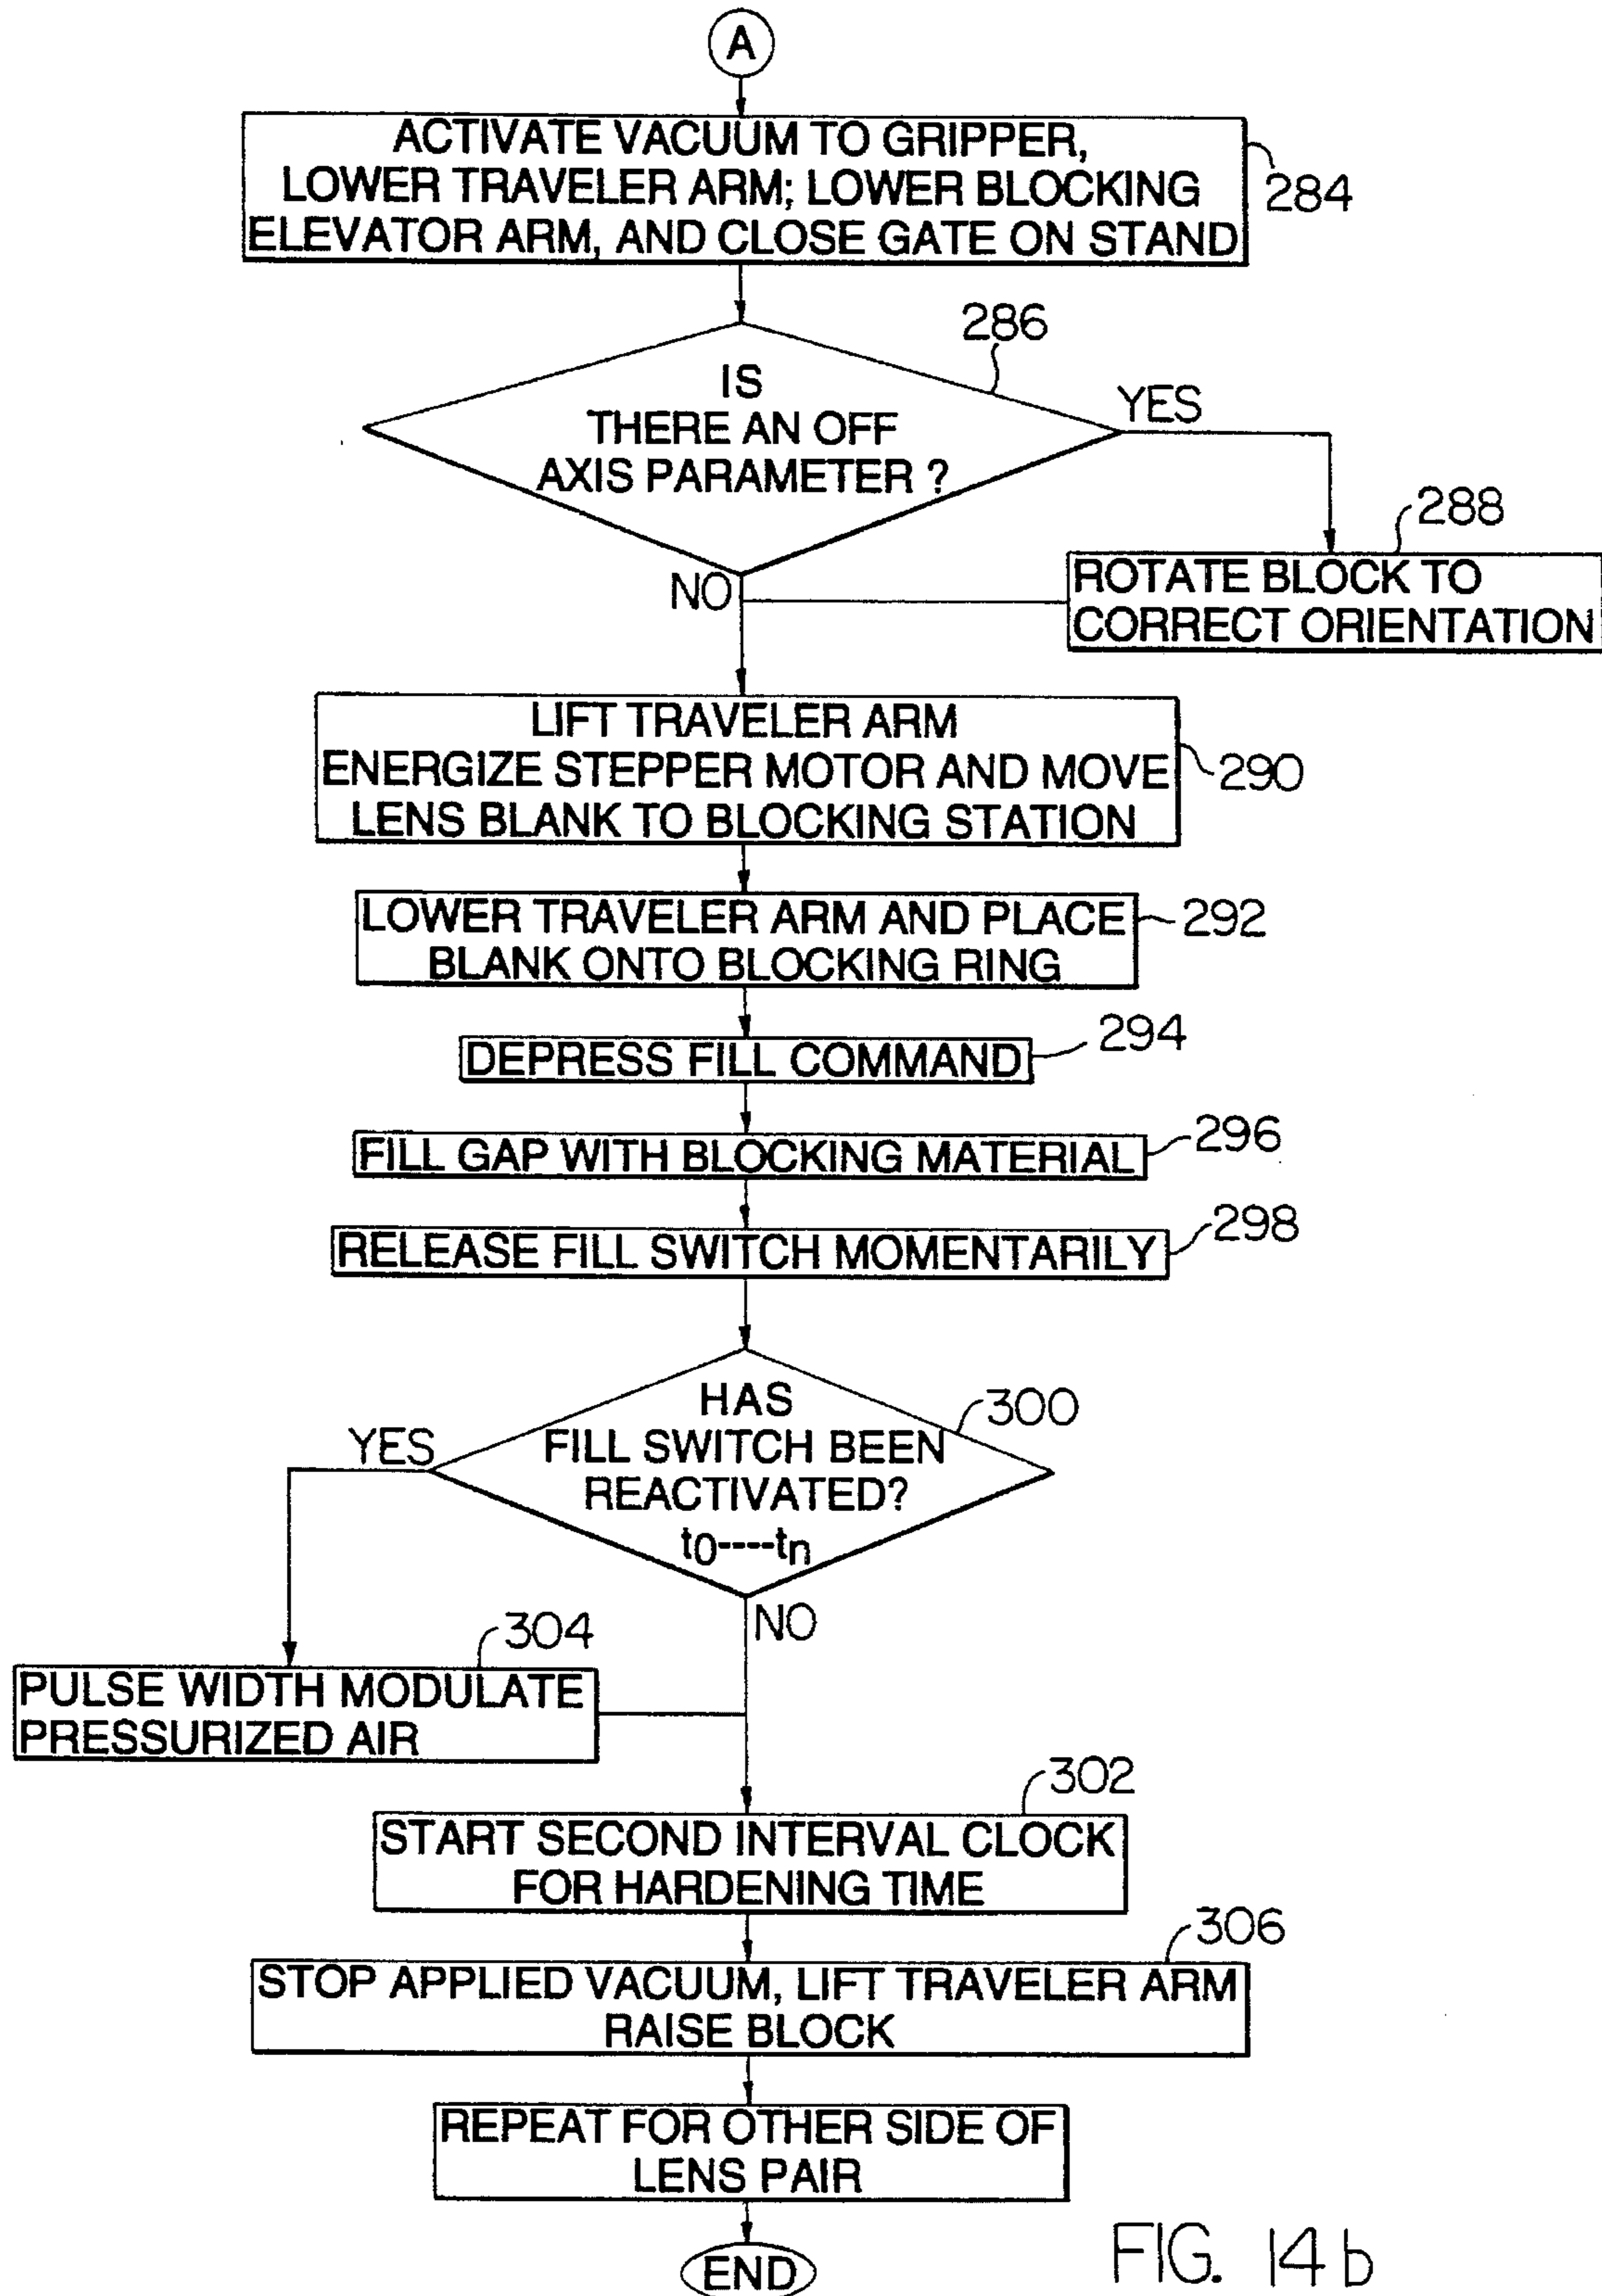 A
ACTIVATE VACUUM TO GRIPPER,
LOWER TRAVELER ARM; LOWER BLOCKING
ELEVATOR ARM, AND CLOSE GATE ON STAND
284
286
IS
THERE AN OFF
AXIS PARAMETER ?
YES
NO
288
ROTATE BLOCK TO
CORRECT ORIENTATION
LIFT TRAVELER ARM
ENERGIZE STEPPER MOTOR AND MOVE
LENS BLANK TO BLOCKING STATION
290
LOWER TRAVELER ARM AND PLACE
BLANK ONTO BLOCKING RING
292
DEPRESS FILL COMMAND
294
FILL GAP WITH BLOCKING MATERIAL
296
RELEASE FILL SWITCH MOMENTARILY
298
HAS
FILL SWITCH BEEN
REACTIVATED?
t0----tn
300
YES
NO
304
PULSE WIDTH MODULATE
PRESSURIZED AIR
302
START SECOND INTERVAL CLOCK
FOR HARDENING TIME
306
STOP APPLIED VACUUM, LIFT TRAVELER ARM
RAISE BLOCK
REPEAT FOR OTHER SIDE OF
LENS PAIR
END
FIG. 14b